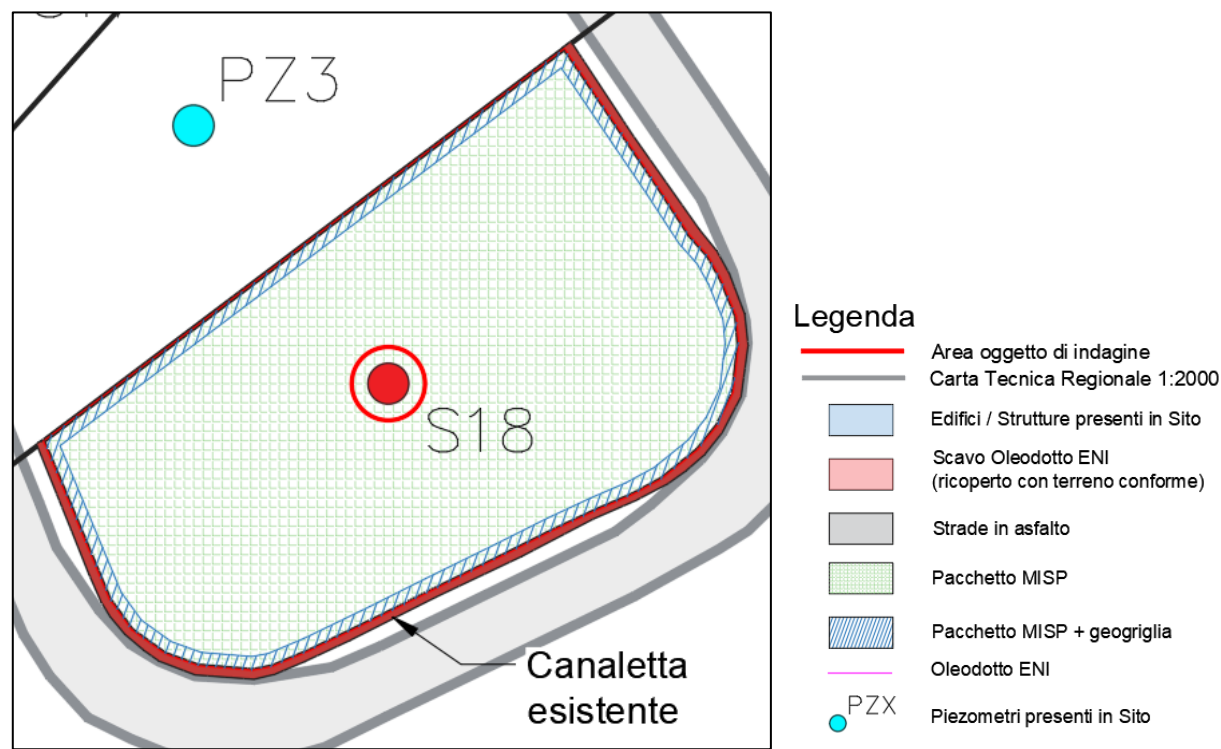 PZ3
S18
Canaletta
esistente
Legenda
Area oggetto di indagine
Carta Tecnica Regionale 1:2000
Edifici / Strutture presenti in Sito
Scavo Oleodotto ENI
(ricoperto con terreno conforme)
Strade in asfalto
Pacchetto MISP
Pacchetto MISP + geogriglia
Oleodotto ENI
PZX
Piezometri presenti in Sito